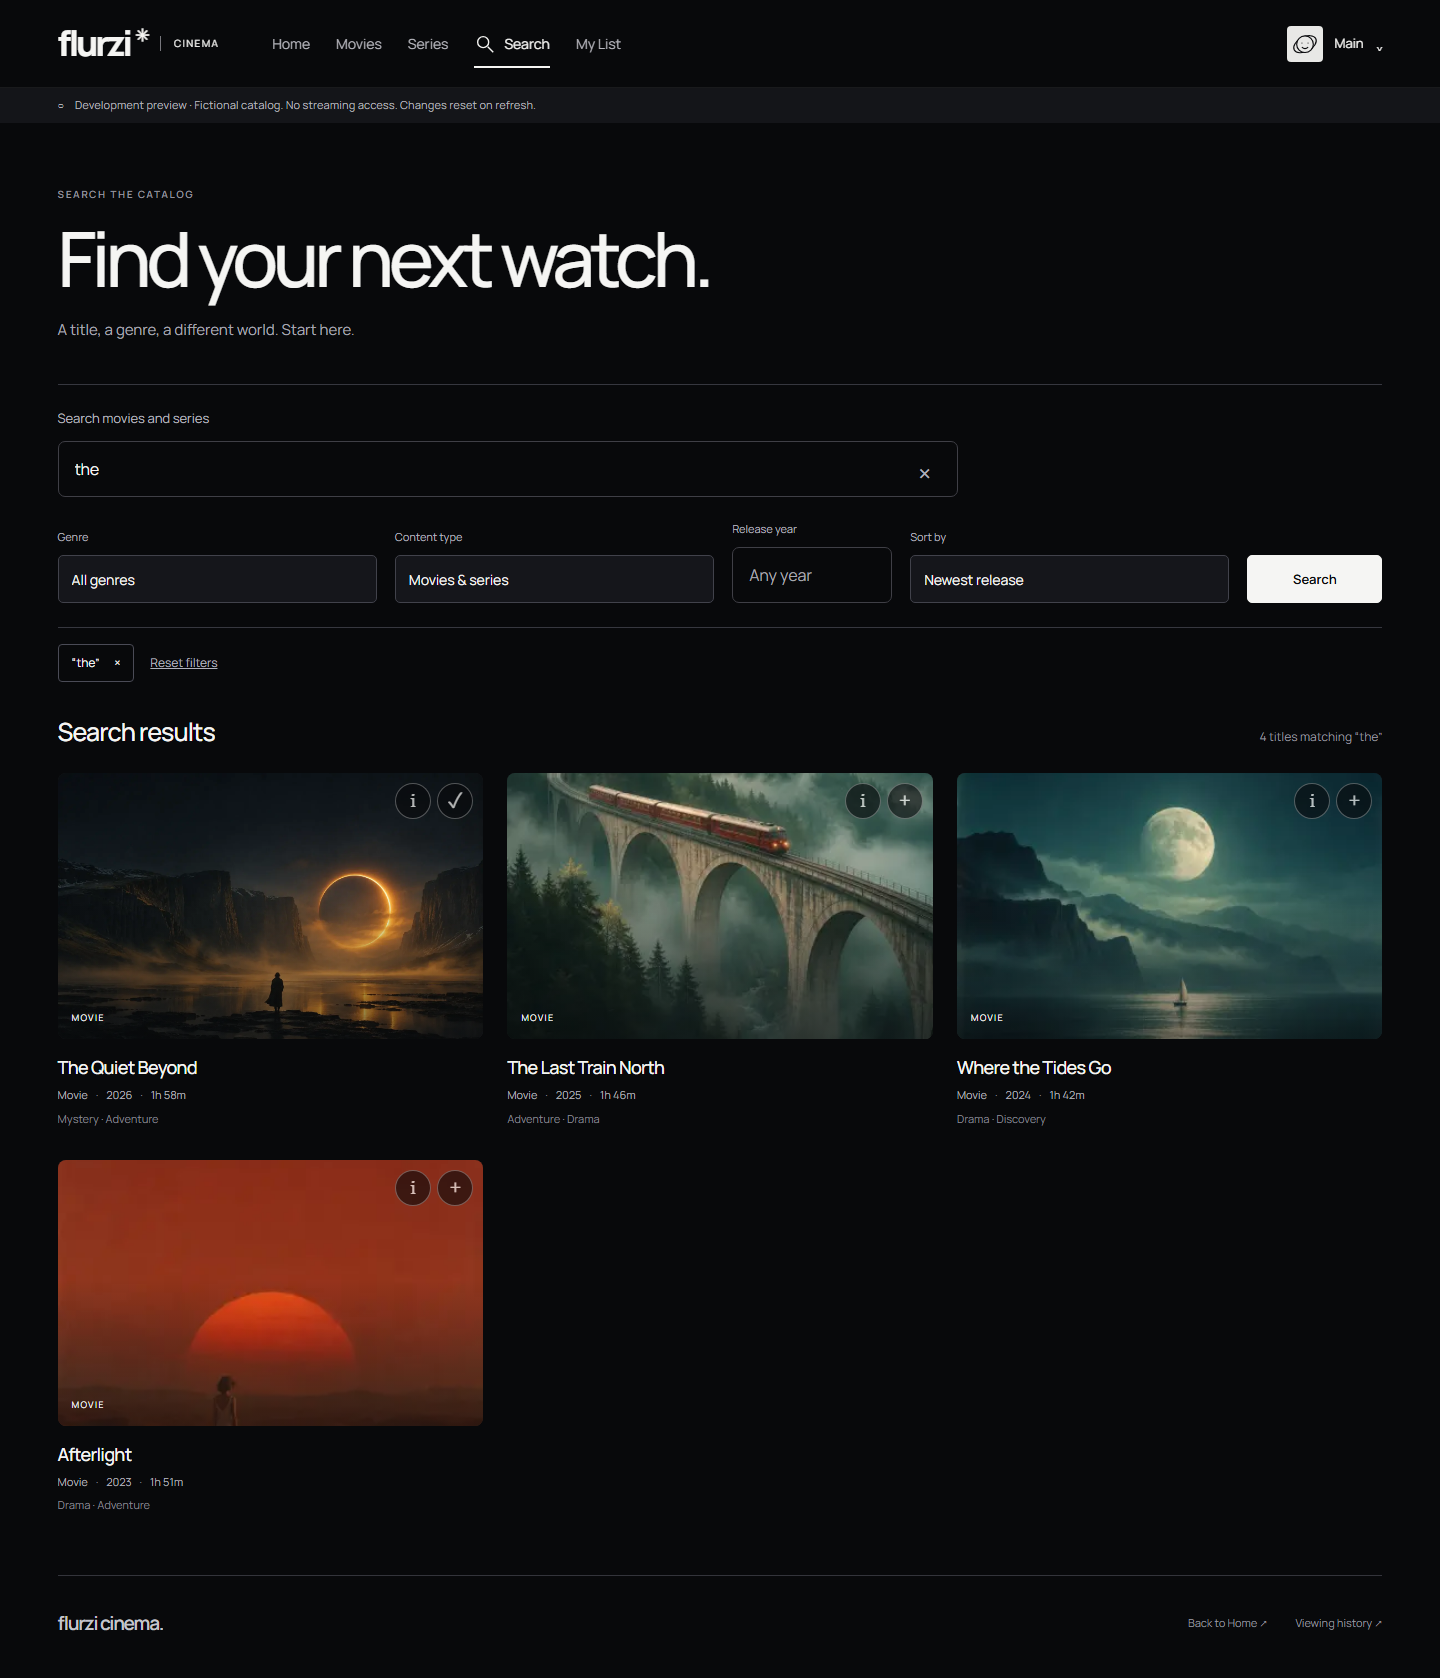 flurzi* CINEMA Home Movies Series Search My List Main
Development preview · Fictional catalog. No streaming access. Changes reset on refresh.
SEARCH THE CATALOG
Find your next watch.
A title, a genre, a different world. Start here.
Search movies and series
the ×
Genre Content type Release year Sort by
All genres Movies & series Any year Newest release Search
"the" × Reset filters
Search results 4 titles matching "the"
i ✓ i + i +
MOVIE MOVIE MOVIE
The Quiet Beyond The Last Train North Where the Tides Go
Movie · 2026 · 1h 58m Movie · 2025 · 1h 46m Movie · 2024 · 1h 42m
Mystery · Adventure Adventure · Drama Drama · Discovery
i +
MOVIE
Afterlight
Movie · 2023 · 1h 51m
Drama · Adventure
flurzi cinema. Back to Home ↗ Viewing history ↗